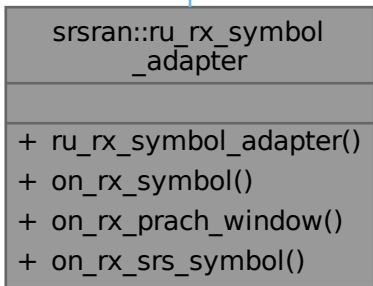 srsran::ru_rx_symbol
_adapter
+ ru_rx_symbol_adapter()
+ on_rx_symbol()
+ on_rx_prach_window()
+ on_rx_srs_symbol()